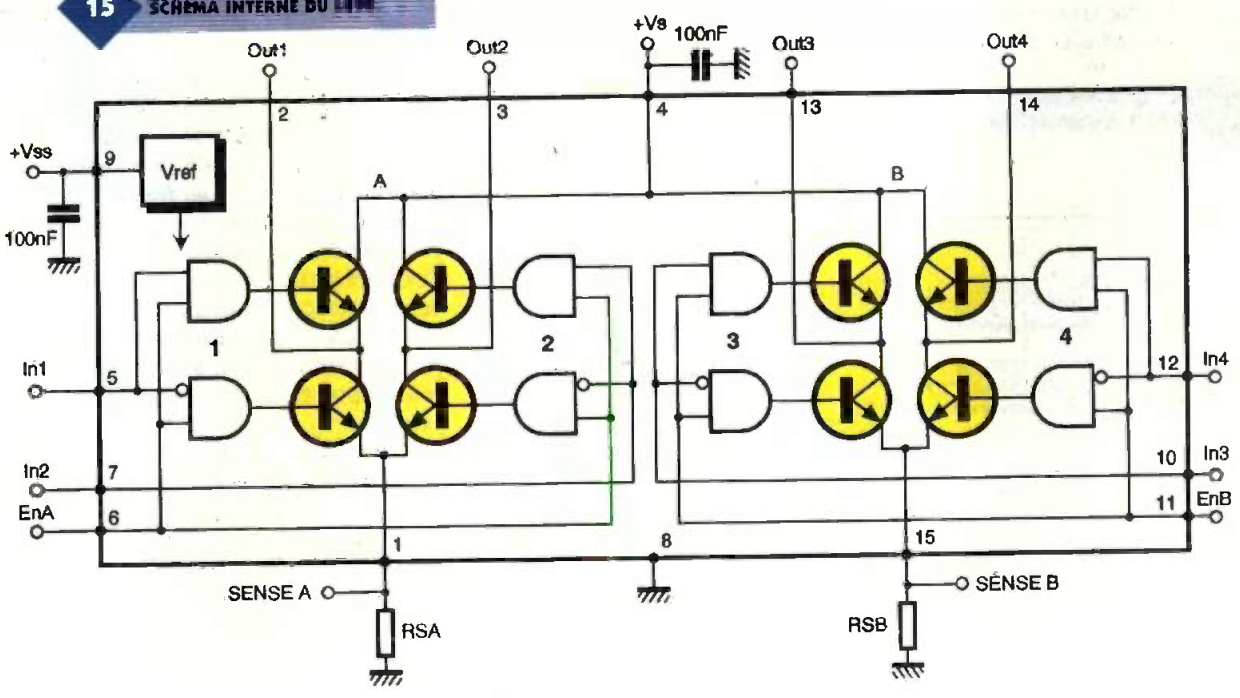 15
SCHÉMA INTERNE DU
Out1
Out2
+Vs
100nF
Out3
Out4
2
3
4
13
14
+Vss
9
Vref
A
B
100nF
1
2
3
4
In1
5
12
In4
In2
7
10
In3
EnA
6
11
EnB
1
8
15
SENSE A
SENSE B
RSA
RSB